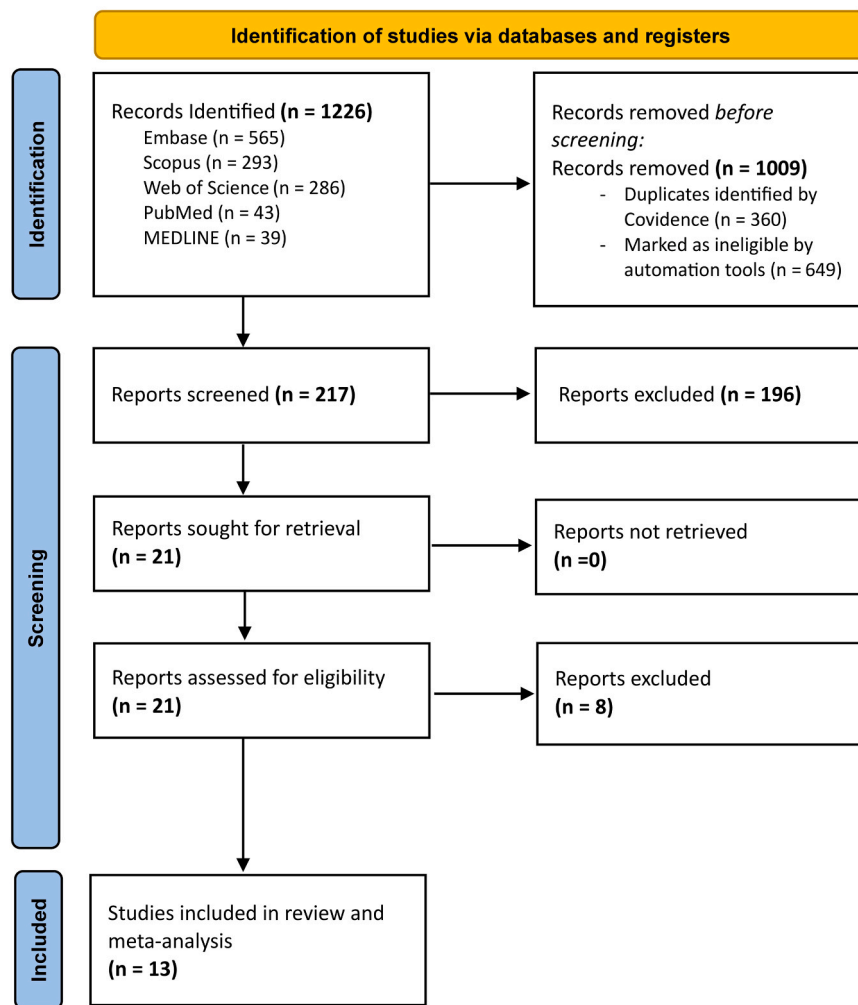 Identification of studies via databases and registers
Identification
Records Identified (n = 1226)
Embase (n = 565)
Scopus (n = 293)
Web of Science (n = 286)
PubMed (n = 43)
MEDLINE (n = 39)
Records removed before
screening:
Records removed (n = 1009)
- Duplicates identified by
Covidence (n = 360)
- Marked as ineligible by
automation tools (n = 649)
Screening
Reports screened (n = 217)
Reports excluded (n = 196)
Reports sought for retrieval
(n = 21)
Reports not retrieved
(n =0)
Reports assessed for eligibility
(n = 21)
Reports excluded
(n = 8)
Included
Studies included in review and
meta-analysis
(n = 13)